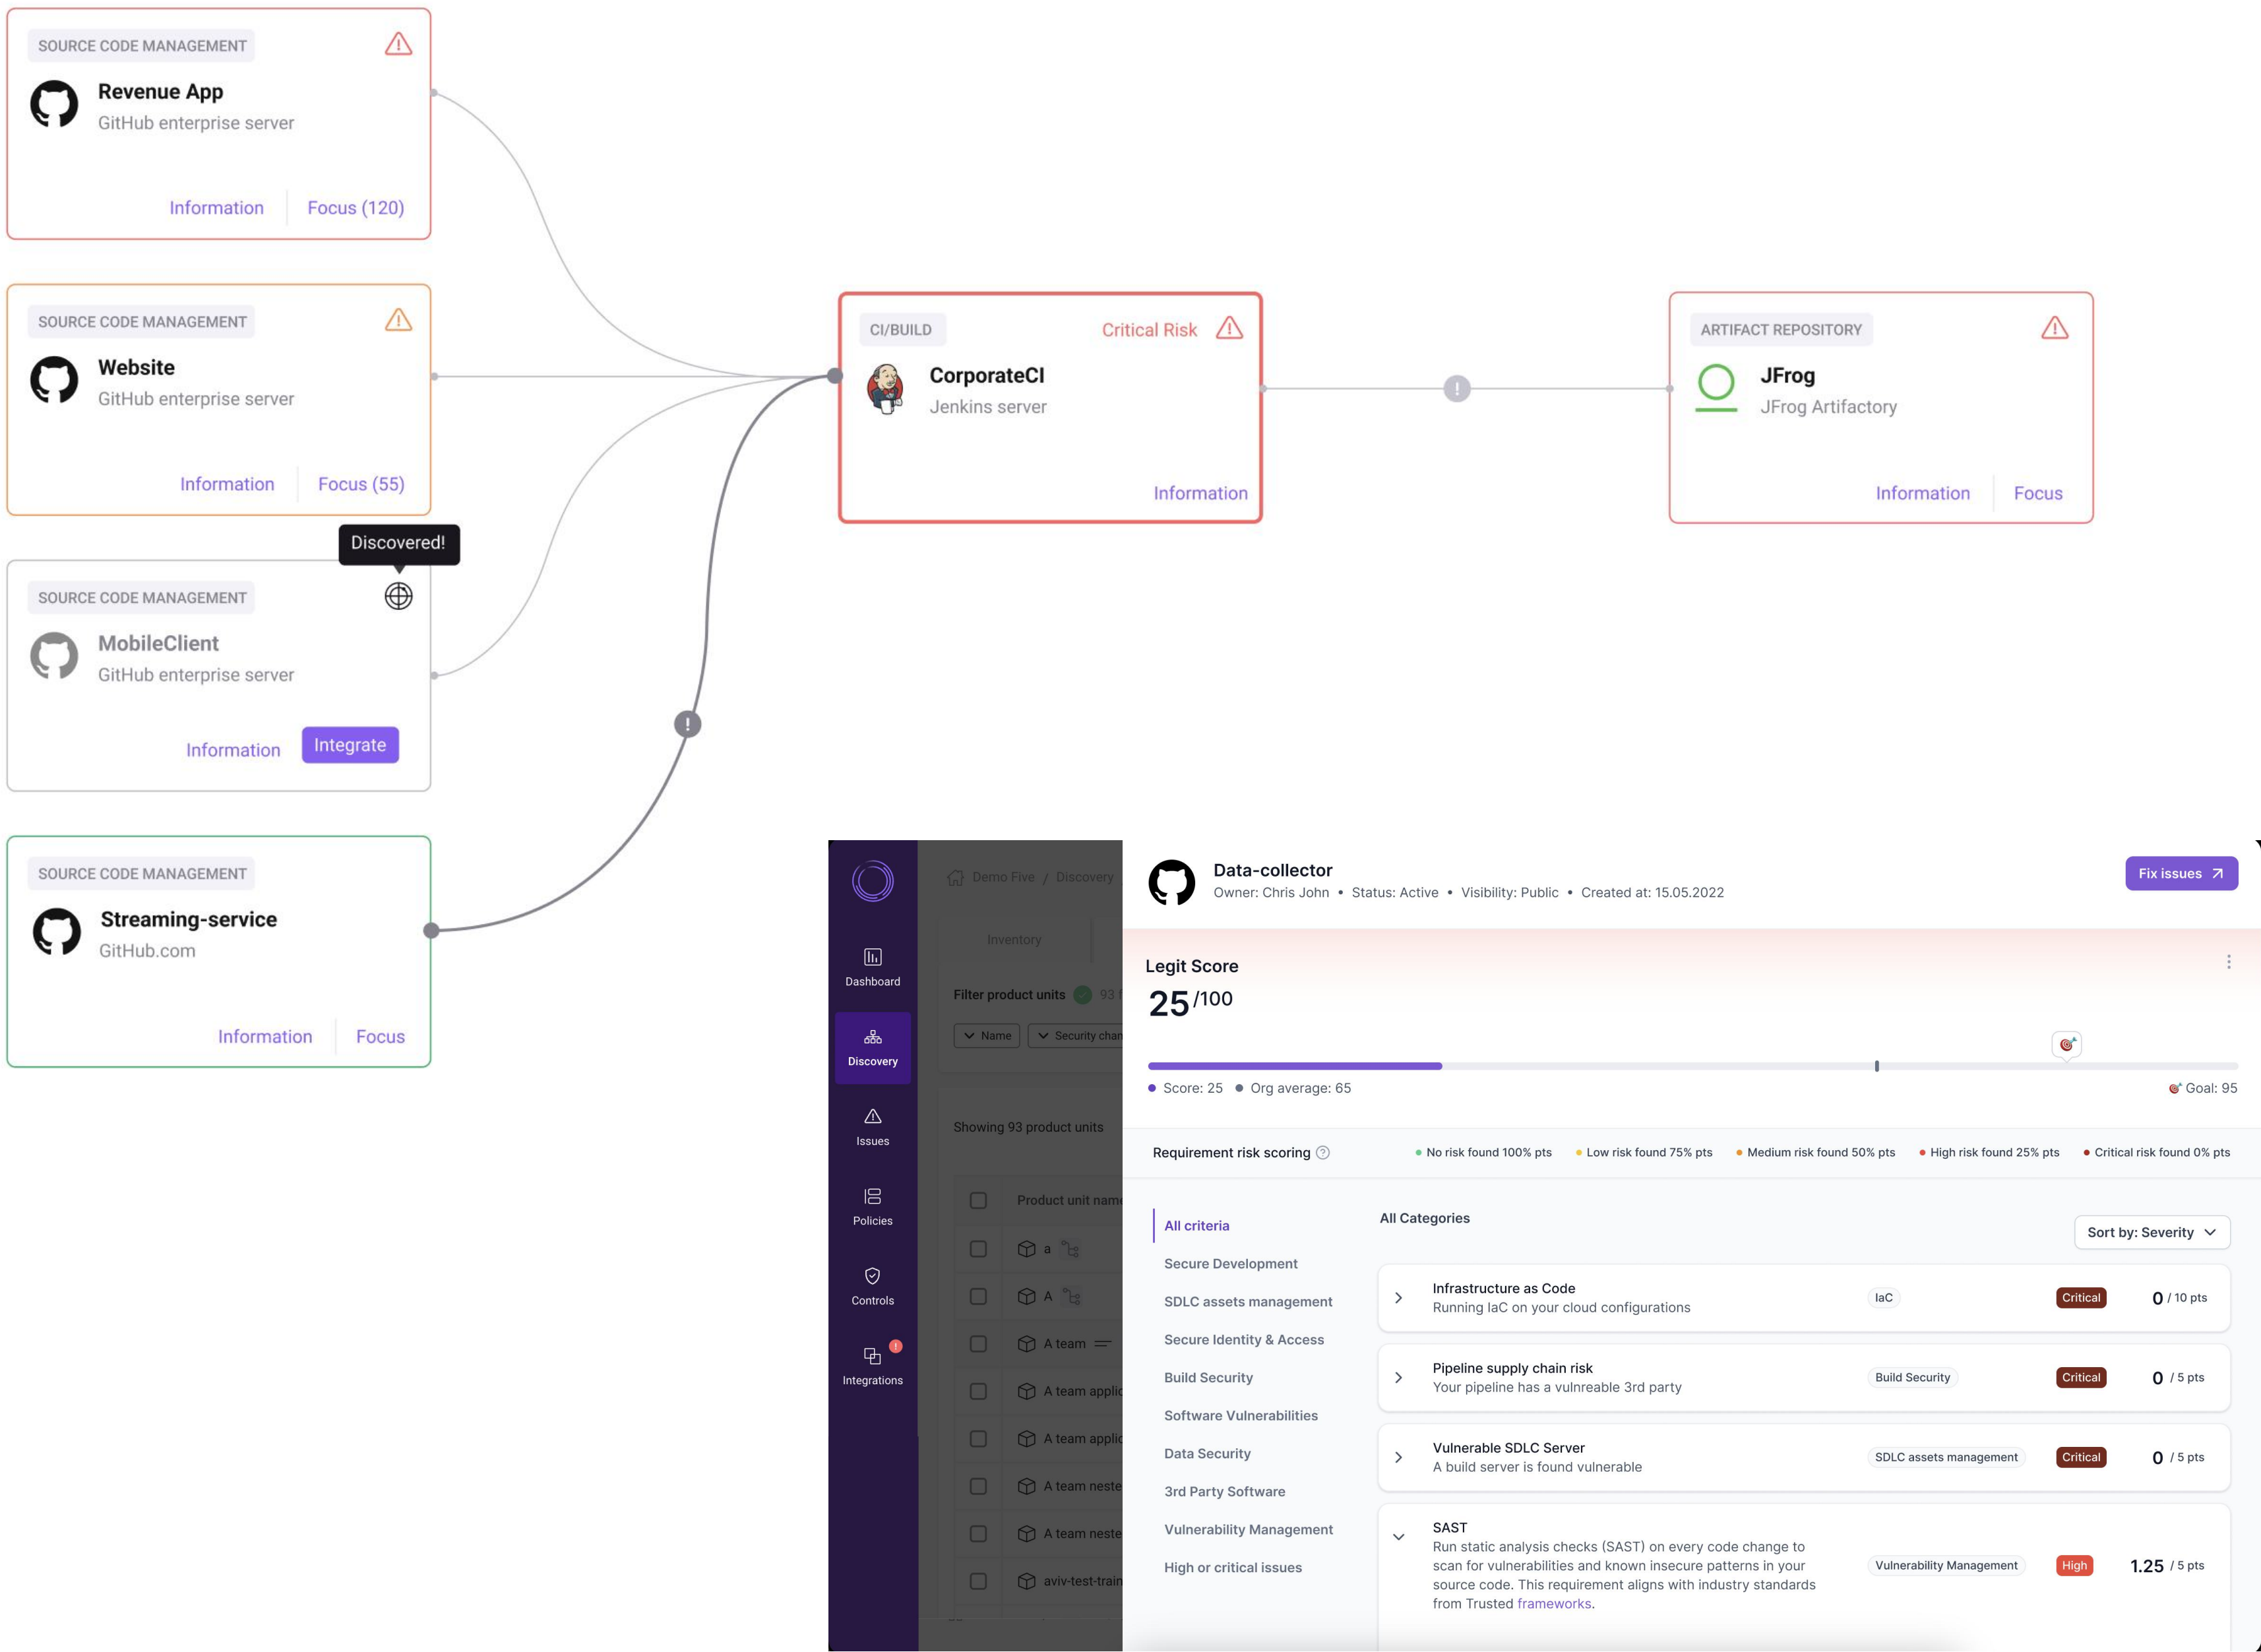 SOURCE CODE MANAGEMENT
Revenue App
GitHub enterprise server
Information
Focus (120)
SOURCE CODE MANAGEMENT
Website
GitHub enterprise server
Information
Focus (55)
Discovered!
SOURCE CODE MANAGEMENT
MobileClient
GitHub enterprise server
Information
Integrate
SOURCE CODE MANAGEMENT
Streaming-service
GitHub.com
Information
Focus
CI/BUILD
Critical Risk
CorporateCI
Jenkins server
Information
ARTIFACT REPOSITORY
JFrog
JFrog Artifactory
Information
Focus
Dashboard
Discovery
Issues
Policies
Controls
Integrations
Demo Five / Discovery
Inventory
Filter product units
93
Name
Security
Showing 93 product units
Product unit name
a
A
A team
A team
A team
A team
A team
Data-collector
Owner: Chris John • Status: Active • Visibility: Public • Created at: 15.05.2022
Fix issues
Legit Score
25/100
Score: 25
Org average: 65
Goal: 95
Requirement risk scoring
No risk found 100% pts
Low risk found 75% pts
Medium risk found 50% pts
High risk found 25% pts
Critical risk found 0% pts
All criteria
Secure Development
SDLC assets management
Secure Identity & Access
Build Security
Software Vulnerabilities
Data Security
3rd Party Software
Vulnerability Management
High or critical issues
All Categories
Sort by: Severity
Infrastructure as Code
Running IaC on your cloud configurations
IaC
Critical
0 / 10 pts
Pipeline supply chain risk
Your pipeline has a vulnreable 3rd party
Build Security
Critical
0 / 5 pts
Vulnerable SDLC Server
A build server is found vulnerable
SDLC assets management
Critical
0 / 5 pts
SAST
Run static analysis checks (SAST) on every code change to
scan for vulnerabilities and known insecure patterns in your
source code. This requirement aligns with industry standards
from Trusted frameworks.
Vulnerability Management
High
1.25 / 5 pts